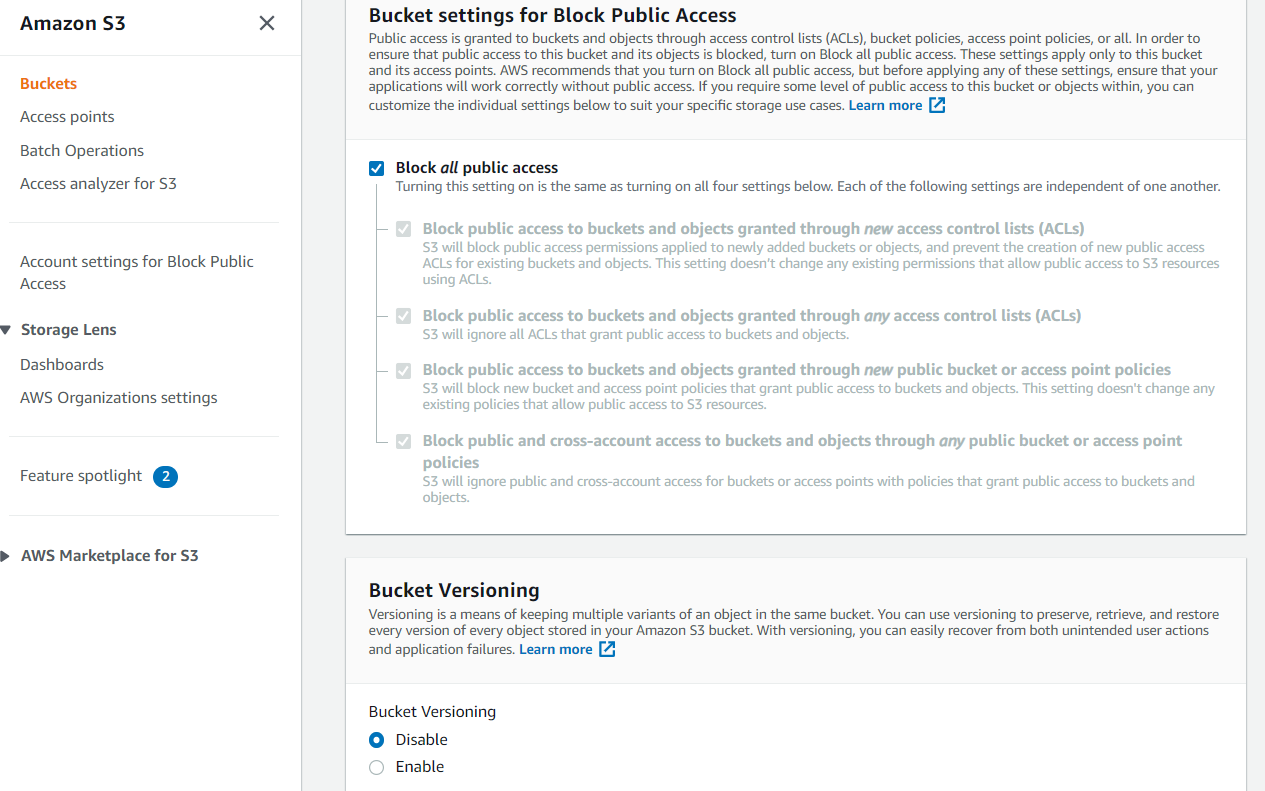 Amazon S3
Buckets
Access points
Batch Operations
Access analyzer for S3
Account settings for Block Public
Access
Storage Lens
Dashboards
AWS Organizations settings
Feature spotlight 2
AWS Marketplace for S3
Bucket settings for Block Public Access
Public access is granted to buckets and objects through access control lists (ACLs), bucket policies, access point policies, or all. In order to
ensure that public access to this bucket and its objects is blocked, turn on Block all public access. These settings apply only to this bucket
and its access points. AWS recommends that you turn on Block all public access, but before applying any of these settings, ensure that your
applications will work correctly without public access. If you require some level of public access to this bucket or objects within, you can
customize the individual settings below to suit your specific storage use cases. Learn more
Block all public access
Turning this setting on is the same as turning on all four settings below. Each of the following settings are independent of one another.
Block public access to buckets and objects granted through new access control lists (ACLs)
S3 will block public access permissions applied to newly added buckets or objects, and prevent the creation of new public access
ACLs for existing buckets and objects. This setting doesn't change any existing permissions that allow public access to S3 resources
using ACLs.
Block public access to buckets and objects granted through any access control lists (ACLs)
S3 will ignore all ACLs that grant public access to buckets and objects.
Block public access to buckets and objects granted through new public bucket or access point policies
S3 will block new bucket and access point policies that grant public access to buckets and objects. This setting doesn't change any
existing policies that allow public access to S3 resources.
Block public and cross-account access to buckets and objects through any public bucket or access point
policies
S3 will ignore public and cross-account access for buckets or access points with policies that grant public access to buckets and
objects.
Bucket Versioning
Versioning is a means of keeping multiple variants of an object in the same bucket. You can use versioning to preserve, retrieve, and restore
every version of every object stored in your Amazon S3 bucket. With versioning, you can easily recover from both unintended user actions
and application failures. Learn more
Bucket Versioning
Disable
Enable